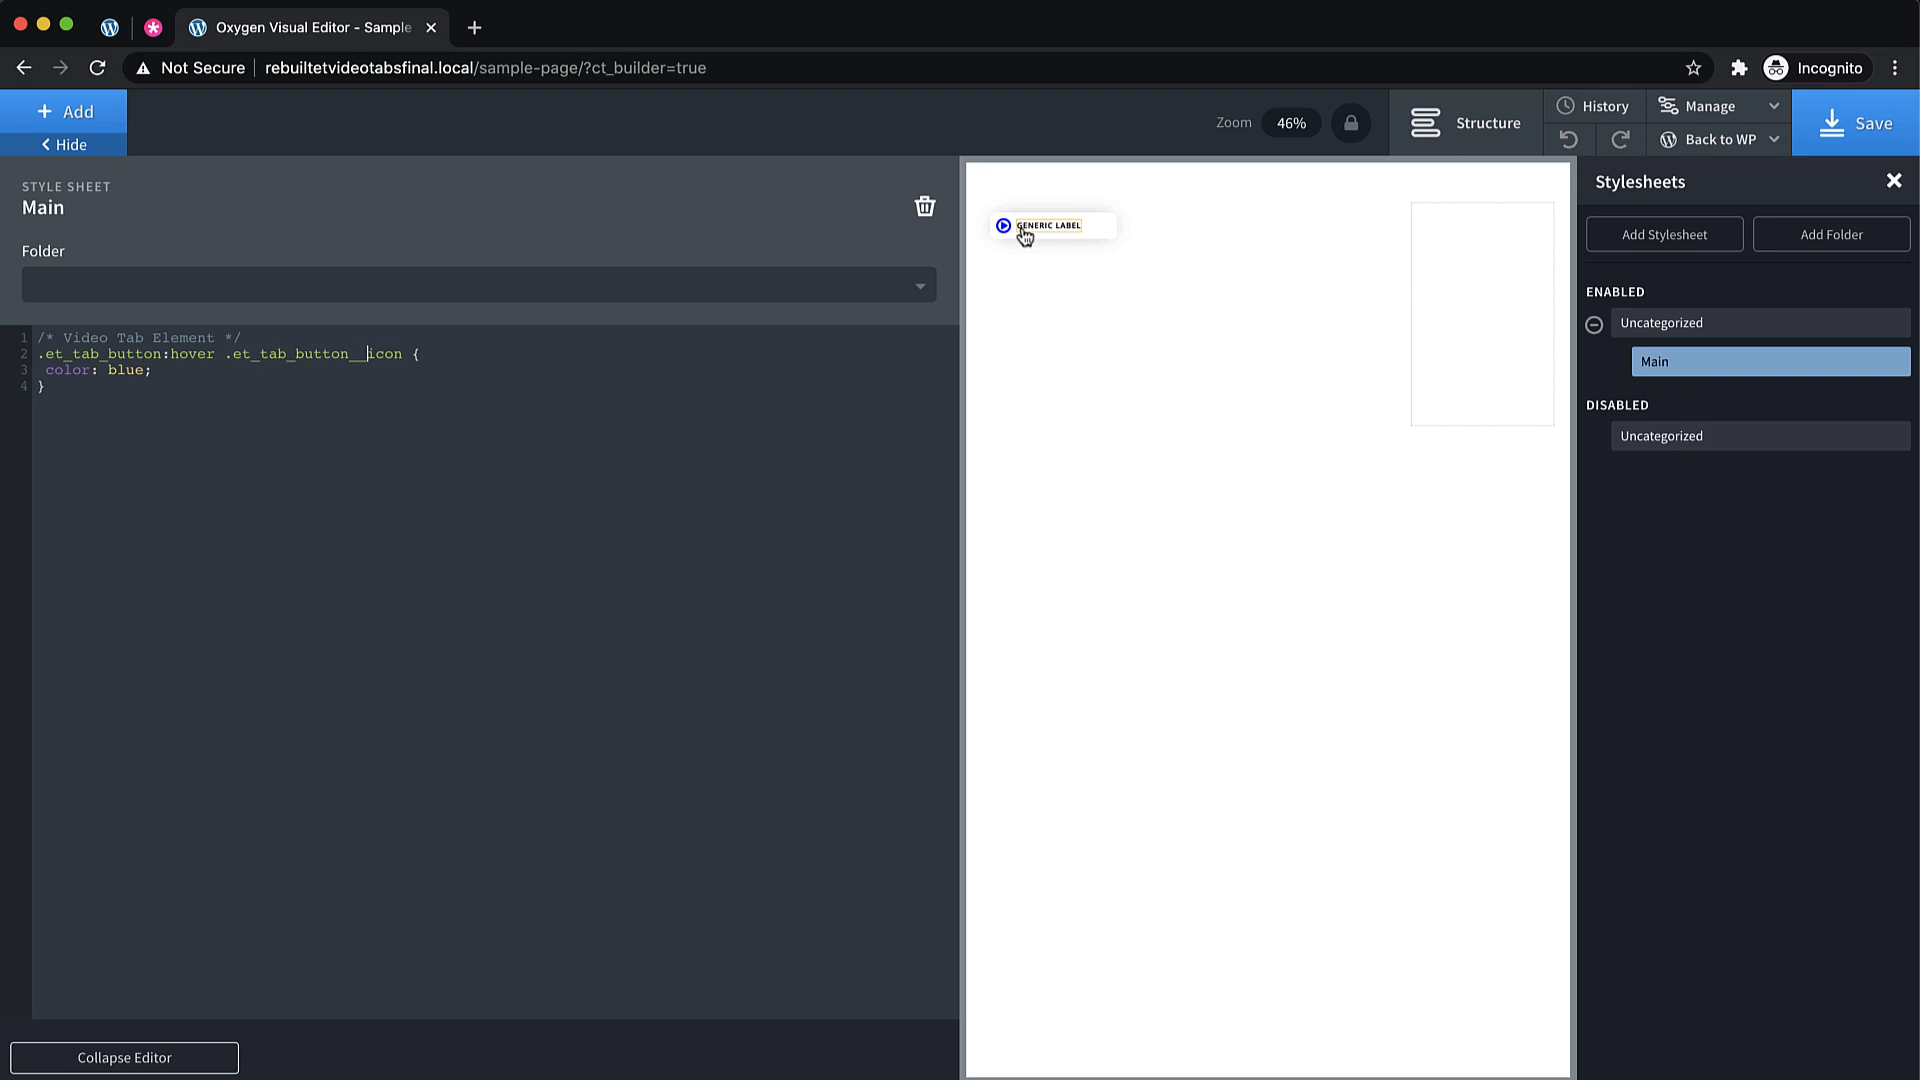 Oxygen Visual Editor - Sample
Not Secure
rebuiltetvideotabsfinal.local/sample-page/?ct_builder=true
Incognito
+ Add
Hide
Zoom
46%
Structure
History
Manage
Back to WP
Save
STYLE SHEET
Main
Folder
1 /* Video Tab Element */
2 .et_tab_button:hover .et_tab_button__icon {
3 color: blue;
4 }
Collapse Editor
GENERIC LABEL
Stylesheets
Add Stylesheet
Add Folder
ENABLED
Uncategorized
Main
DISABLED
Uncategorized